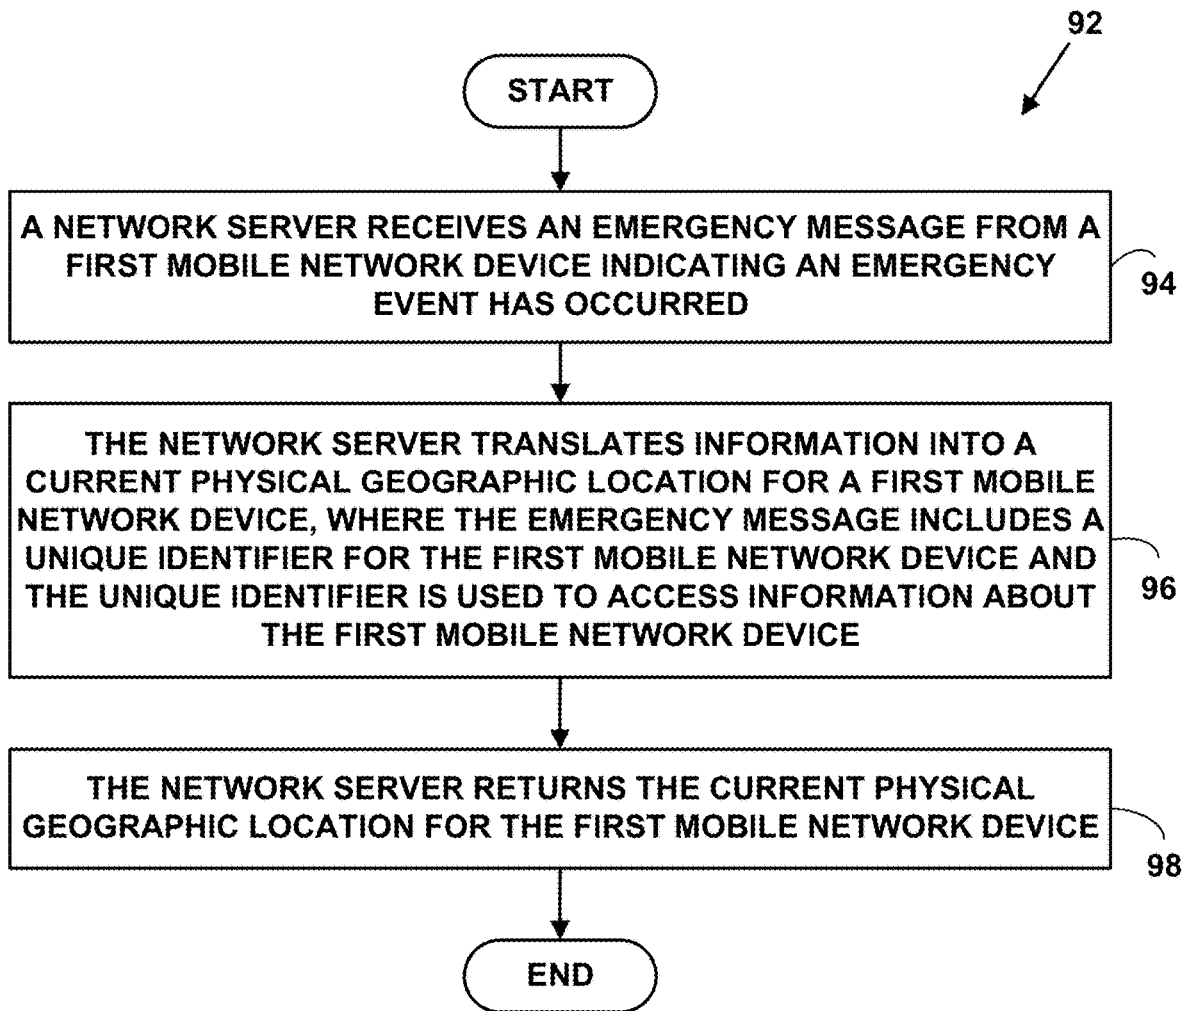 92
START
A NETWORK SERVER RECEIVES AN EMERGENCY MESSAGE FROM A
FIRST MOBILE NETWORK DEVICE INDICATING AN EMERGENCY
EVENT HAS OCCURRED
94
THE NETWORK SERVER TRANSLATES INFORMATION INTO A
CURRENT PHYSICAL GEOGRAPHIC LOCATION FOR A FIRST MOBILE
NETWORK DEVICE, WHERE THE EMERGENCY MESSAGE INCLUDES A
UNIQUE IDENTIFIER FOR THE FIRST MOBILE NETWORK DEVICE AND
THE UNIQUE IDENTIFIER IS USED TO ACCESS INFORMATION ABOUT
THE FIRST MOBILE NETWORK DEVICE
96
THE NETWORK SERVER RETURNS THE CURRENT PHYSICAL
GEOGRAPHIC LOCATION FOR THE FIRST MOBILE NETWORK DEVICE
98
END